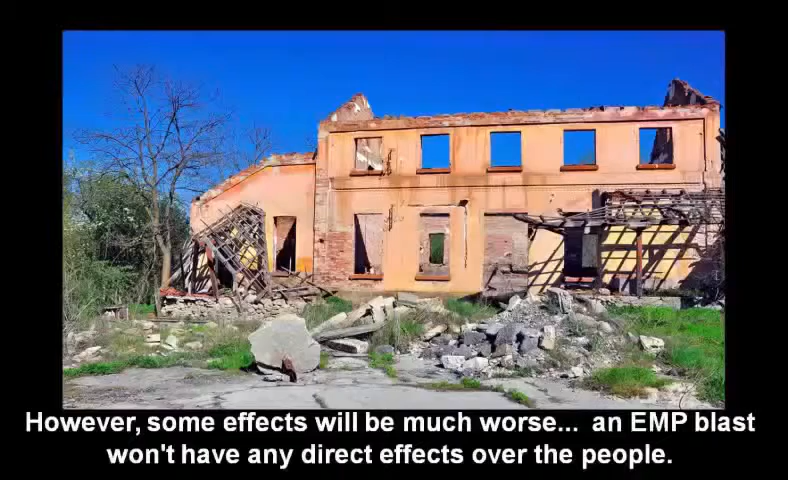 However, some effects will be much worse... an EMP blast
won't have any direct effects over the people.